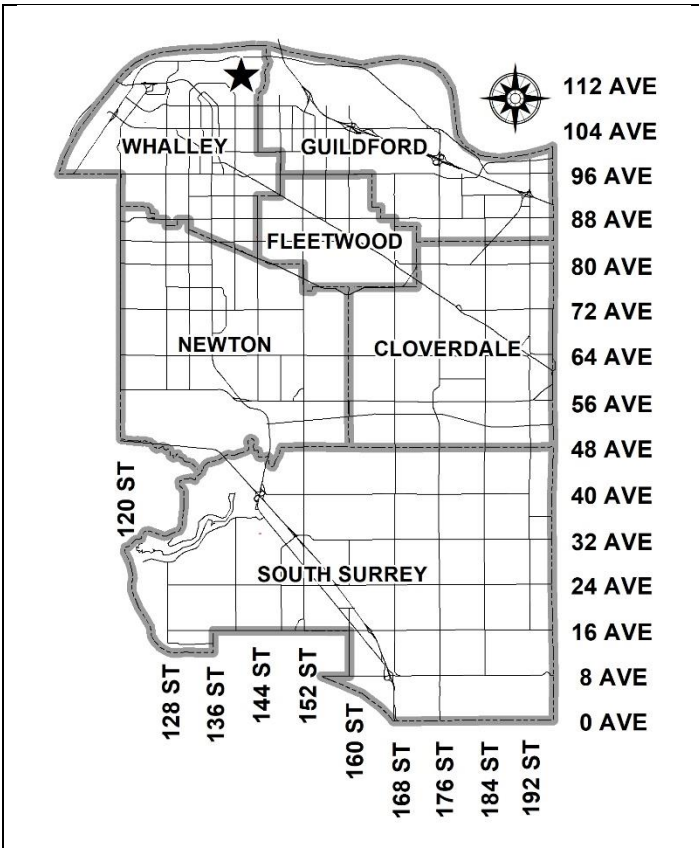 112 AVE
104 AVE
WHALLEY
GUILDFORD
96 AVE
88 AVE
FLEETWOOD
80 AVE
72 AVE
NEWTON
CLOVERDALE
64 AVE
56 AVE
48 AVE
120 ST
40 AVE
32 AVE
SOUTH SURREY
24 AVE
16 AVE
128 ST
136 ST
144 ST
152 ST
160 ST
8 AVE
0 AVE
168 ST
176 ST
184 ST
192 ST